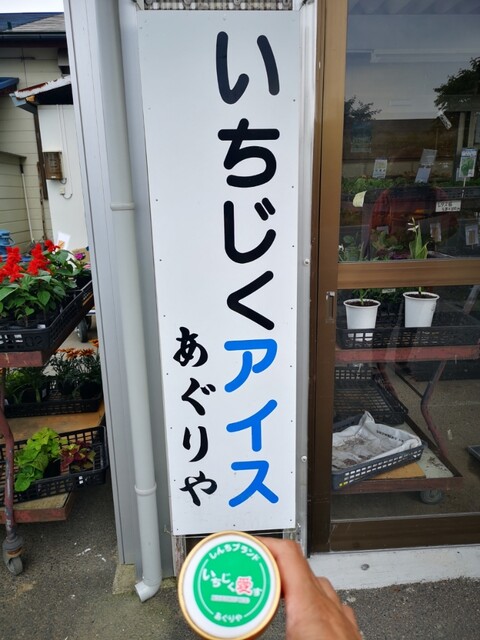 いちじくアイス
あぐりや
しんちブランド
いちじく愛す
あぐりや